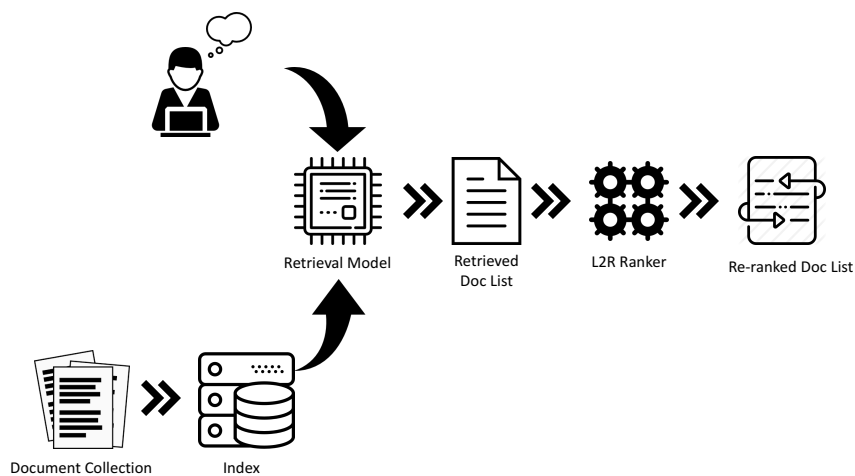 Retrieval Model
Retrieved
Doc List
L2R Ranker
Re-ranked Doc List
Document Collection
Index